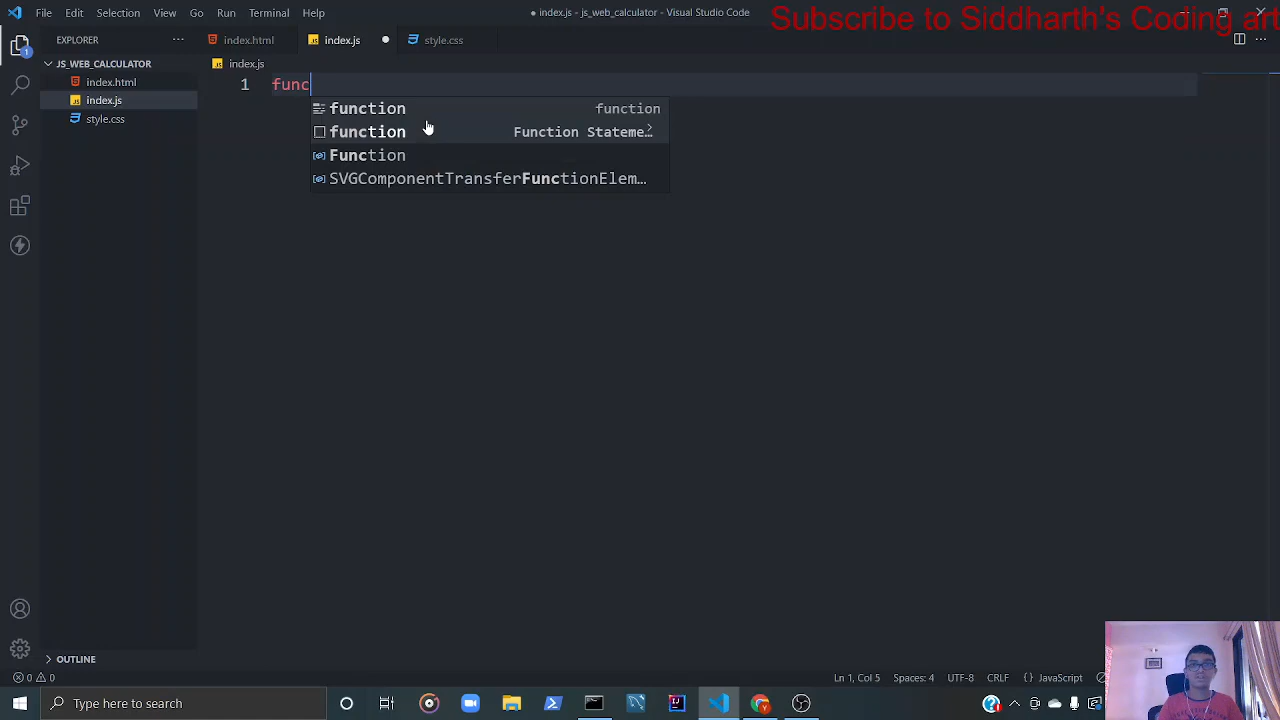 File Edit Selection View Go Run Terminal Help
● index.js - js_web_calculator - Visual Studio Code
Subscribe to Siddharth's Coding art
EXPLORER
index.html
index.js
style.css
JS_WEB_CALCULATOR
index.js
index.html
1 func
index.js
function function
style.css
function Function Stateme…
Function
SVGComponentTransferFunctionElem…
OUTLINE
0 0
Ln 1, Col 5
Spaces: 4
UTF-8
CRLF
{} JavaScript
Type here to search